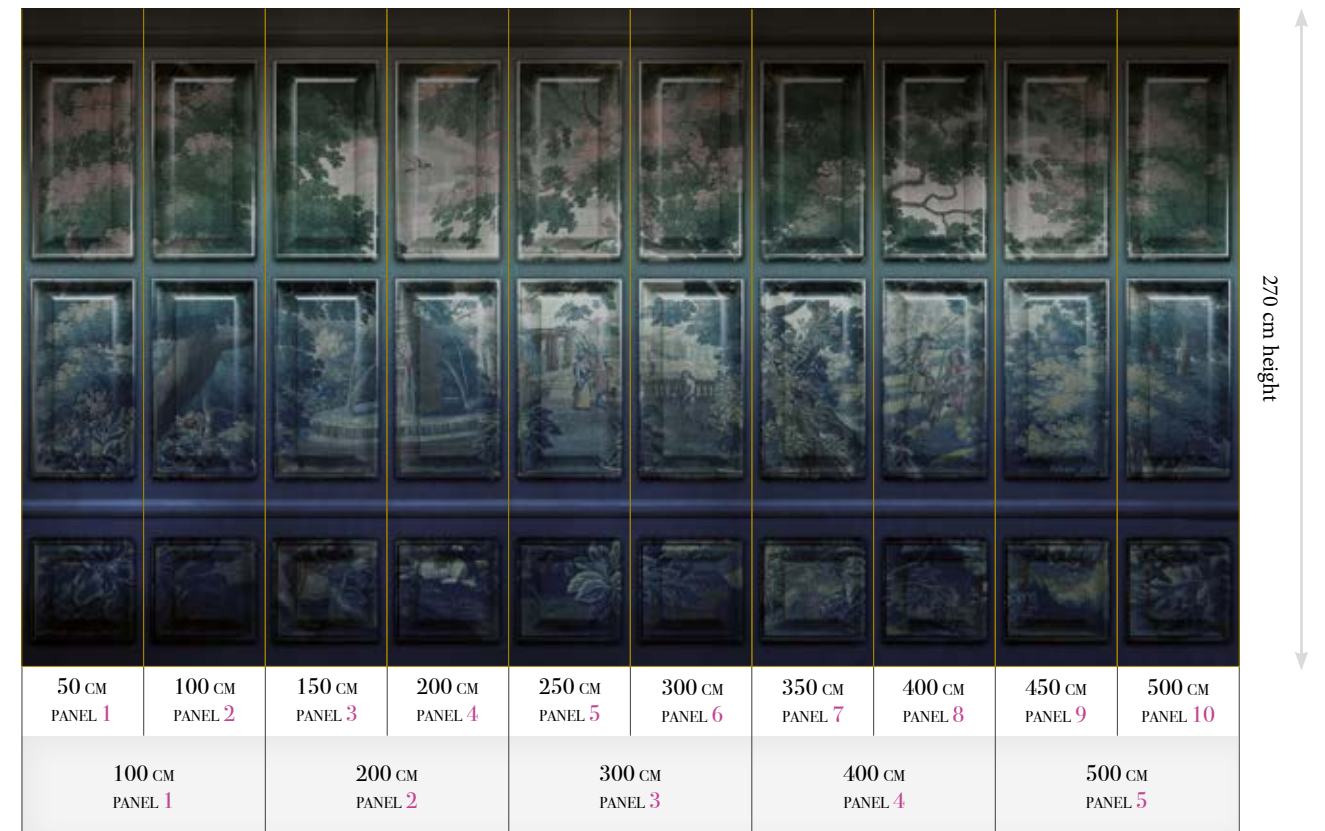 270 cm height
50 CM
PANEL 1
100 CM
PANEL 2
150 CM
PANEL 3
200 CM
PANEL 4
250 CM
PANEL 5
300 CM
PANEL 6
350 CM
PANEL 7
400 CM
PANEL 8
450 CM
PANEL 9
500 CM
PANEL 10
100 CM
PANEL 1
200 CM
PANEL 2
300 CM
PANEL 3
400 CM
PANEL 4
500 CM
PANEL 5